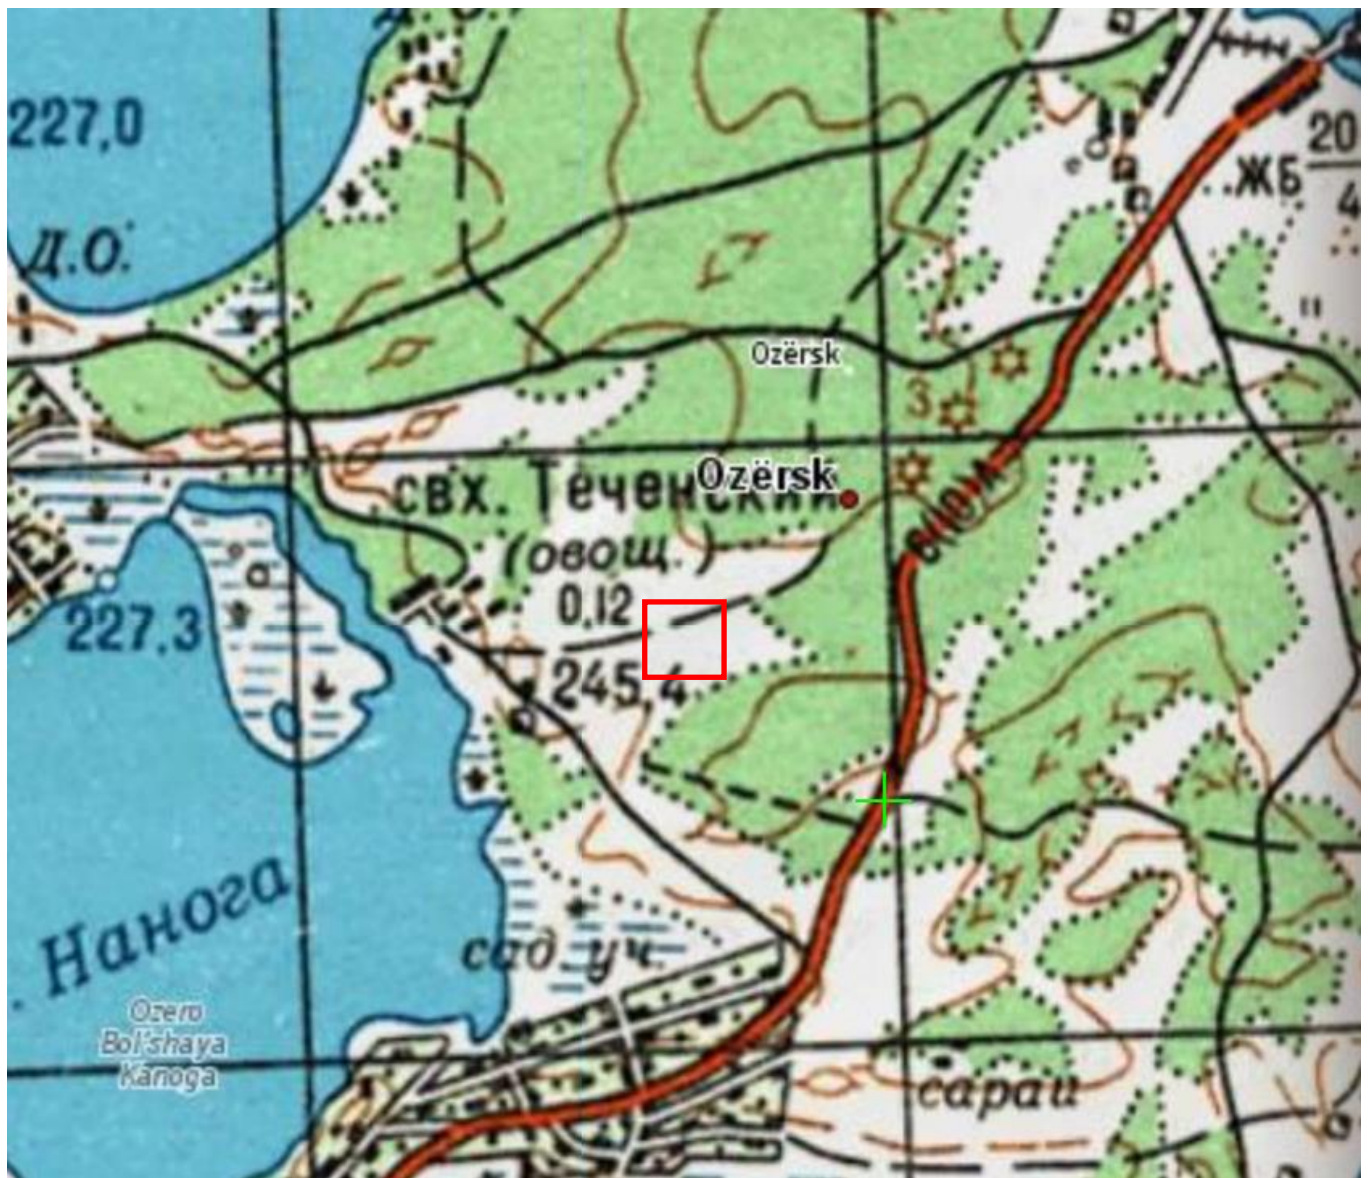 227,0
20
ЖБ
4
Д.О.
Ozërsk
3
Ozërsk
свх. Теченский
(овощ.)
0,12
227,3
245,4
Нанога
сад. уч.
Ozero
Bol'shaya
Kanoga
сараи